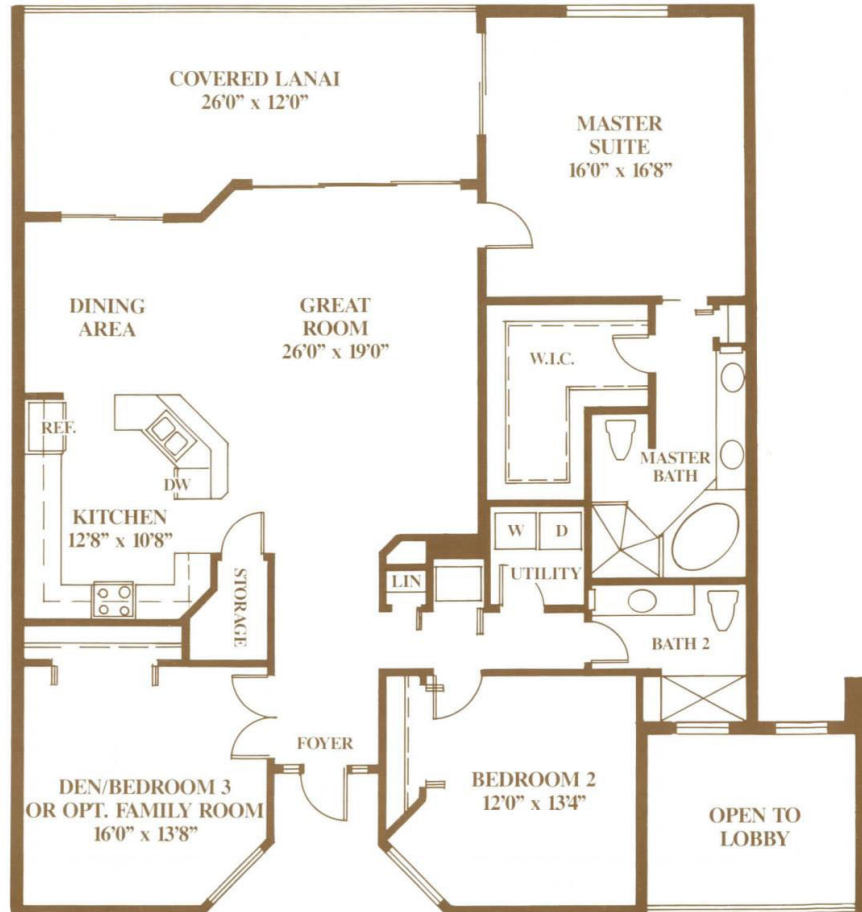 COVERED LANAI
26'0" x 12'0"
MASTER
SUITE
16'0" x 16'8"
DINING
AREA
GREAT
ROOM
26'0" x 19'0"
W.I.C.
REF.
DW
MASTER
BATH
KITCHEN
12'8" x 10'8"
W
D
UTILITY
LIN
STORAGE
BATH 2
FOYER
DEN/BEDROOM 3
OR OPT. FAMILY ROOM
16'0" x 13'8"
BEDROOM 2
12'0" x 13'4"
OPEN TO
LOBBY